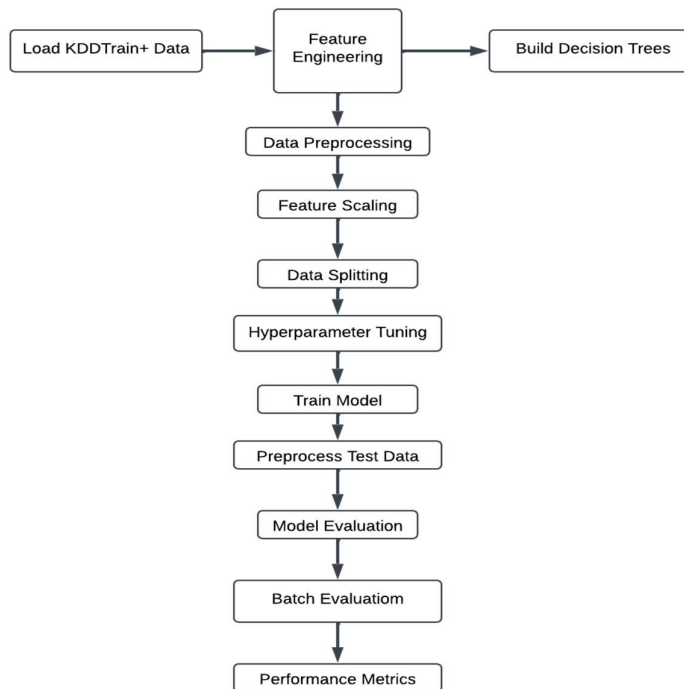 Load KDDTrain+ Data
Feature
Engineering
Build Decision Trees
Data Preprocessing
Feature Scaling
Data Splitting
Hyperparameter Tuning
Train Model
Preprocess Test Data
Model Evaluation
Batch Evaluatiom
Performance Metrics